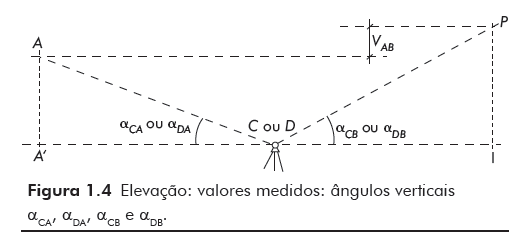 P
A
V_AB
α_CA ou α_DA
C ou D
α_CB ou α_DB
A'
I
Figura 1.4 Elevação: valores medidos: ângulos verticais
α_CA, α_DA, α_CB e α_DB.